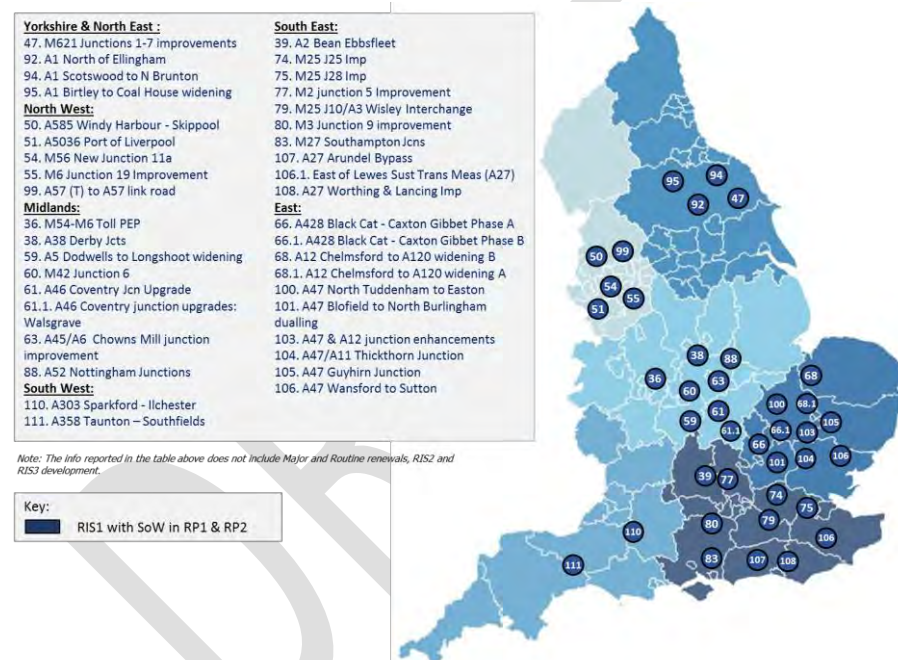 Yorkshire & North East :
47. M621 Junctions 1-7 improvements
92. A1 North of Ellingham
94. A1 Scotswood to N Brunton
95. A1 Birtley to Coal House widening
North West:
50. A585 Windy Harbour - Skippool
51. A5036 Port of Liverpool
54. M56 New Junction 11a
55. M6 Junction 19 Improvement
99. A57 (T) to A57 link road
Midlands:
36. M54-M6 Toll PEP
38. A38 Derby Jcts
59. A5 Dodwells to Longshoot widening
60. M42 Junction 6
61. A46 Coventry Jcn Upgrade
61.1. A46 Coventry junction upgrades:
Walsgrave
63. A45/A6 Chowns Mill junction
improvement
88. A52 Nottingham Junctions
South West:
110. A303 Sparkford - Ilchester
111. A358 Taunton – Southfields
South East:
39. A2 Bean Ebbsfleet
74. M25 J25 Imp
75. M25 J28 Imp
77. M2 junction 5 Improvement
79. M25 J10/A3 Wisley Interchange
80. M3 Junction 9 improvement
83. M27 Southampton Jcns
107. A27 Arundel Bypass
106.1. East of Lewes Sust Trans Meas (A27)
108. A27 Worthing & Lancing Imp
East:
66. A428 Black Cat - Caxton Gibbet Phase A
66.1. A428 Black Cat - Caxton Gibbet Phase B
68. A12 Chelmsford to A120 widening B
68.1. A12 Chelmsford to A120 widening A
100. A47 North Tuddenham to Easton
101. A47 Blofield to North Burlingham
dualling
103. A47 & A12 junction enhancements
104. A47/A11 Thickthorn Junction
105. A47 Guyhirn Junction
106. A47 Wansford to Sutton
Note: The info reported in the table above does not include Major and Routine renewals, RIS2 and
RIS3 development.
Key:
RIS1 with SoW in RP1 & RP2
95
94
92
47
50
99
54
55
51
38
88
36
63
60
68
61
59
61.1
100
68.1
66.1
103
105
66
101
104
106
39
77
74
75
80
79
106
110
83
107
108
111